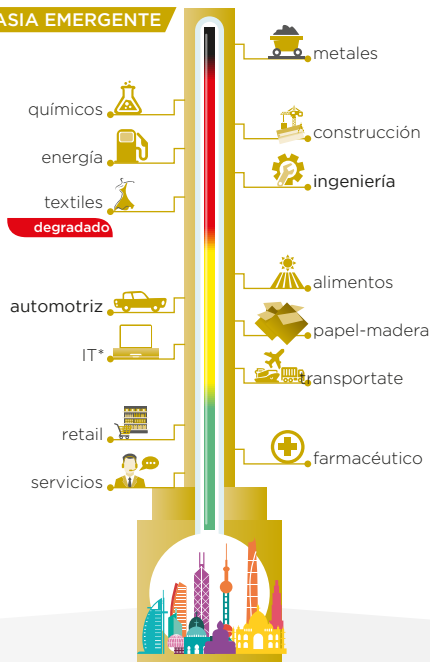 ASIA EMERGENTE
metales
químicos
construcción
energía
ingeniería
textiles
degradado
alimentos
automotriz
papel-madera
IT*
transportate
retail
farmacéutico
servicios